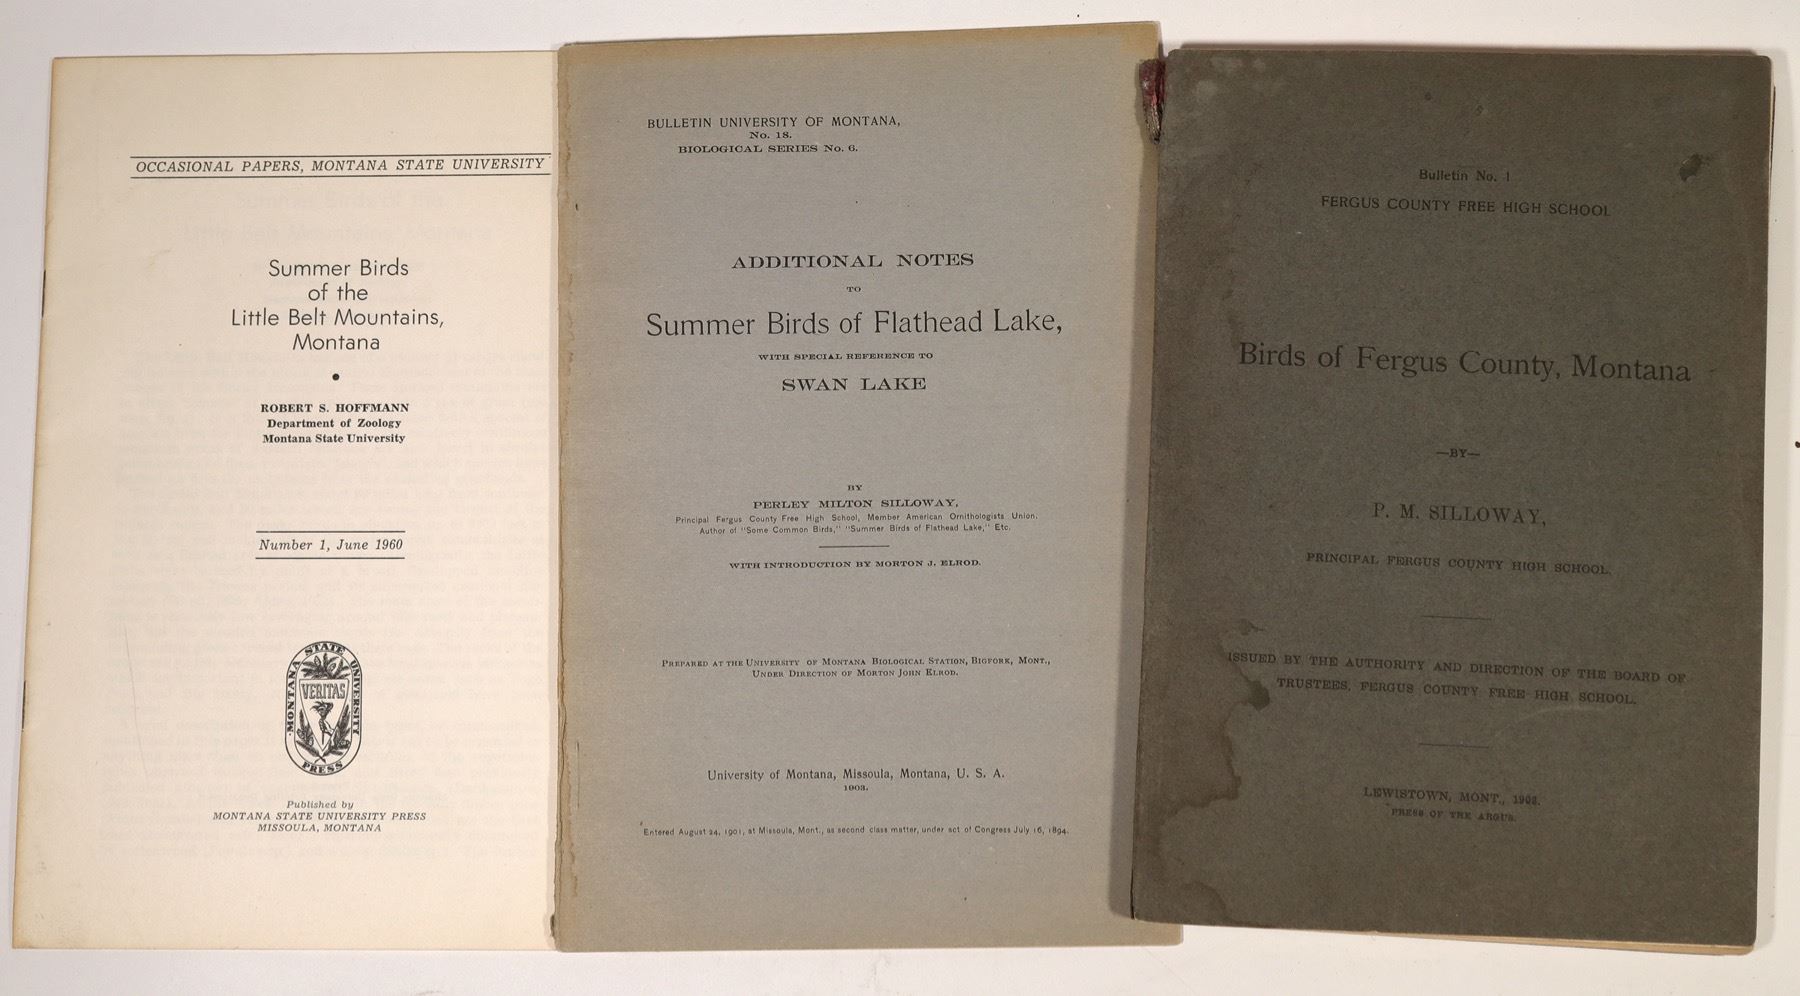 OCCASIONAL PAPERS, MONTANA STATE UNIVERSITY
Summer Birds
of the
Little Belt Mountains,
Montana
ROBERT S. HOFFMANN
Department of Zoology
Montana State University
Number 1, June 1960
MONTANA STATE UNIVERSITY PRESS
VERITAS
Published by
MONTANA STATE UNIVERSITY PRESS
MISSOULA, MONTANA
BULLETIN UNIVERSITY OF MONTANA,
No. 18.
BIOLOGICAL SERIES No. 6.
ADDITIONAL NOTES
TO
Summer Birds of Flathead Lake,
WITH SPECIAL REFERENCE TO
SWAN LAKE
BY
PERLEY MILTON SILLOWAY,
Principal Fergus County Free High School, Member American Ornithologists Union.
Author of "Some Common Birds," "Summer Birds of Flathead Lake," Etc.
WITH INTRODUCTION BY MORTON J. ELROD.
PREPARED AT THE UNIVERSITY OF MONTANA BIOLOGICAL STATION, BIGFORK, MONT.,
UNDER DIRECTION OF MORTON JOHN ELROD.
University of Montana, Missoula, Montana, U. S. A.
1903.
Entered August 24, 1901, at Missoula, Mont., as second class matter, under act of Congress July 16, 1894.
Bulletin No. 1
FERGUS COUNTY FREE HIGH SCHOOL
Birds of Fergus County, Montana
—BY—
P. M. SILLOWAY,
PRINCIPAL FERGUS COUNTY HIGH SCHOOL.
ISSUED BY THE AUTHORITY AND DIRECTION OF THE BOARD OF
TRUSTEES, FERGUS COUNTY FREE HIGH SCHOOL.
LEWISTOWN, MONT., 1903.
PRESS OF THE ARGUS.